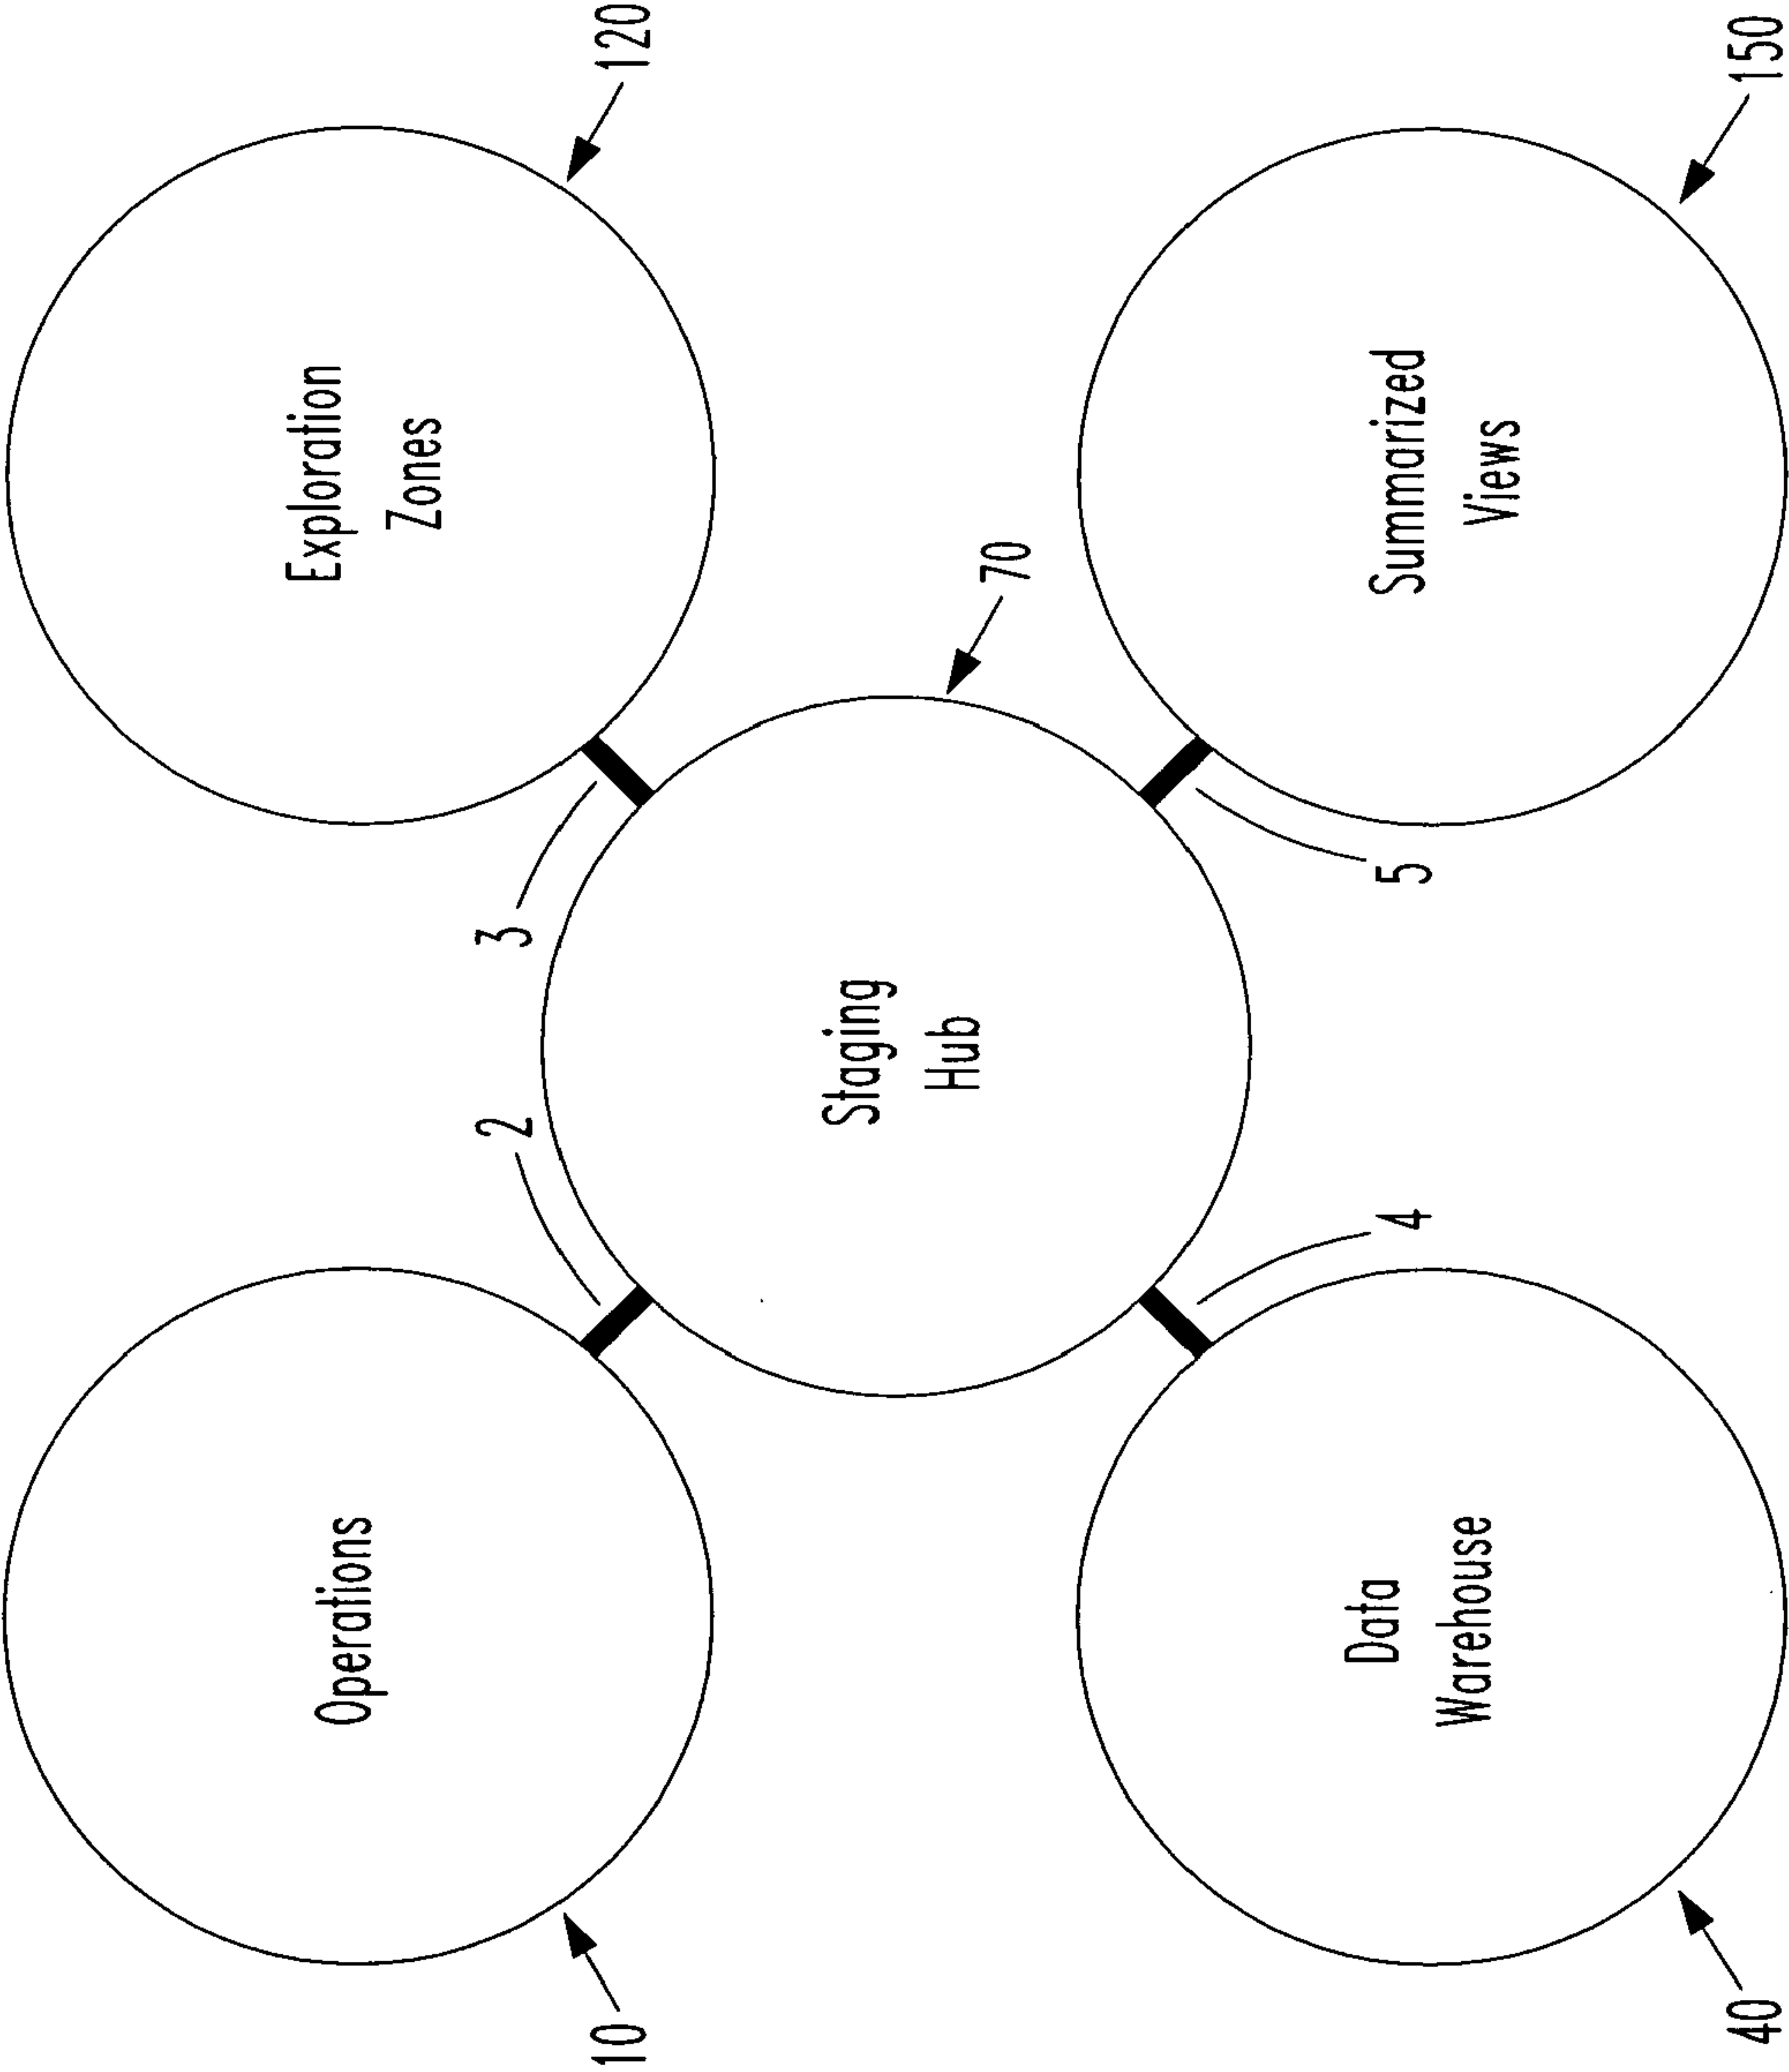 Operations
10
2
3
Exploration
Zones
120
Staging
Hub
70
Data
Warehouse
40
4
5
Summarized
Views
150